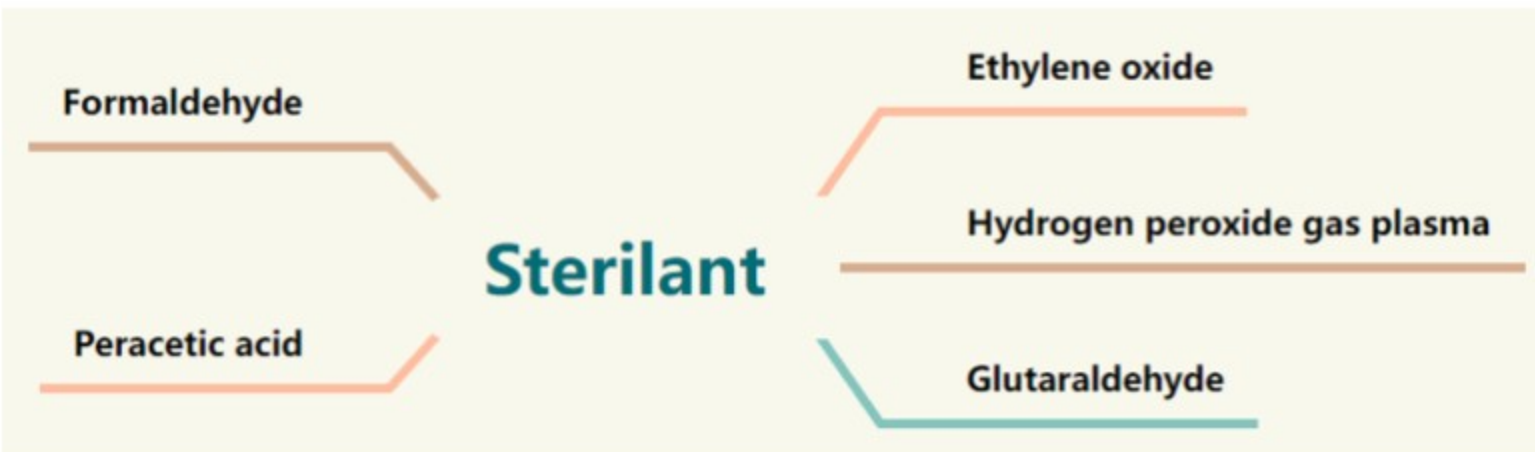 Formaldehyde
Peracetic acid
Sterilant
Ethylene oxide
Hydrogen peroxide gas plasma
Glutaraldehyde